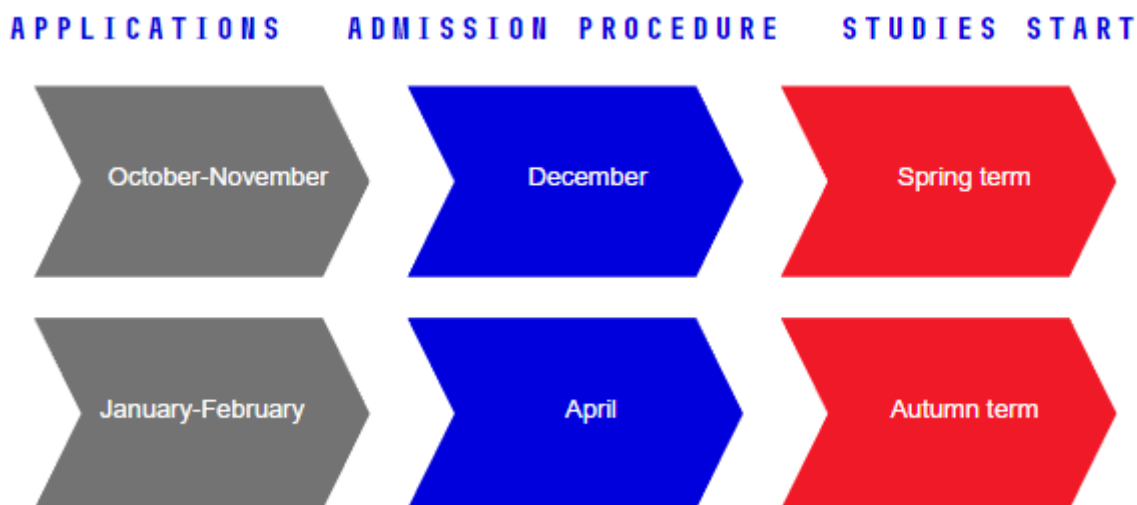 APPLICATIONS ADMISSION PROCEDURE STUDIES START
October-November December Spring term
January-February April Autumn term